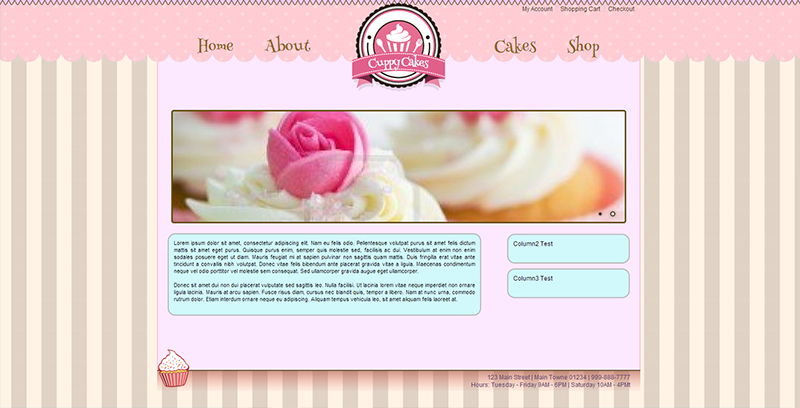 My Account Shopping Cart Checkout
Home About Cakes Shop
Cuppy Cakes
Lorem ipsum dolor sit amet, consectetur adipiscing elit. Nam eu felis odio. Pellentesque volutpat purus sit amet felis dictum
mattis sit amet eget purus. Quisque purus enim, semper quis molestie sed, facilisis ac dui. Vestibulum at enim non enim
sodales posuere eget ut diam. Mauris feugiat mi at sapien pulvinar non sagittis quam mattis. Duis fringilla erat vitae ante
tincidunt a convallis nibh volutpat. Donec vitae felis bibendum ante placerat gravida vitae a ligula. Maecenas condimentum
neque vel odio porttitor vel molestie sem consequat. Sed ullamcorper gravida augue eget ullamcorper.
Donec sit amet dui non dui placerat vulputate sed sagittis leo. Nulla facilisi. Ut lacinia lorem vitae neque imperdiet non ornare
ligula lacinia. Mauris at arcu sapien. Fusce risus diam, cursus nec blandit quis, tempor a libero. Nam at nunc urna, commodo
rutrum dolor. Etiam interdum ornare neque eu adipiscing. Aliquam tempus vehicula leo, sit amet aliquam felis laoreet at.
Column2 Test
Column3 Test
123 Main Street | Main Towne 01234 | 999-888-7777
Hours: Tuesday - Friday 9AM - 6PM | Saturday 10AM - 4PM!